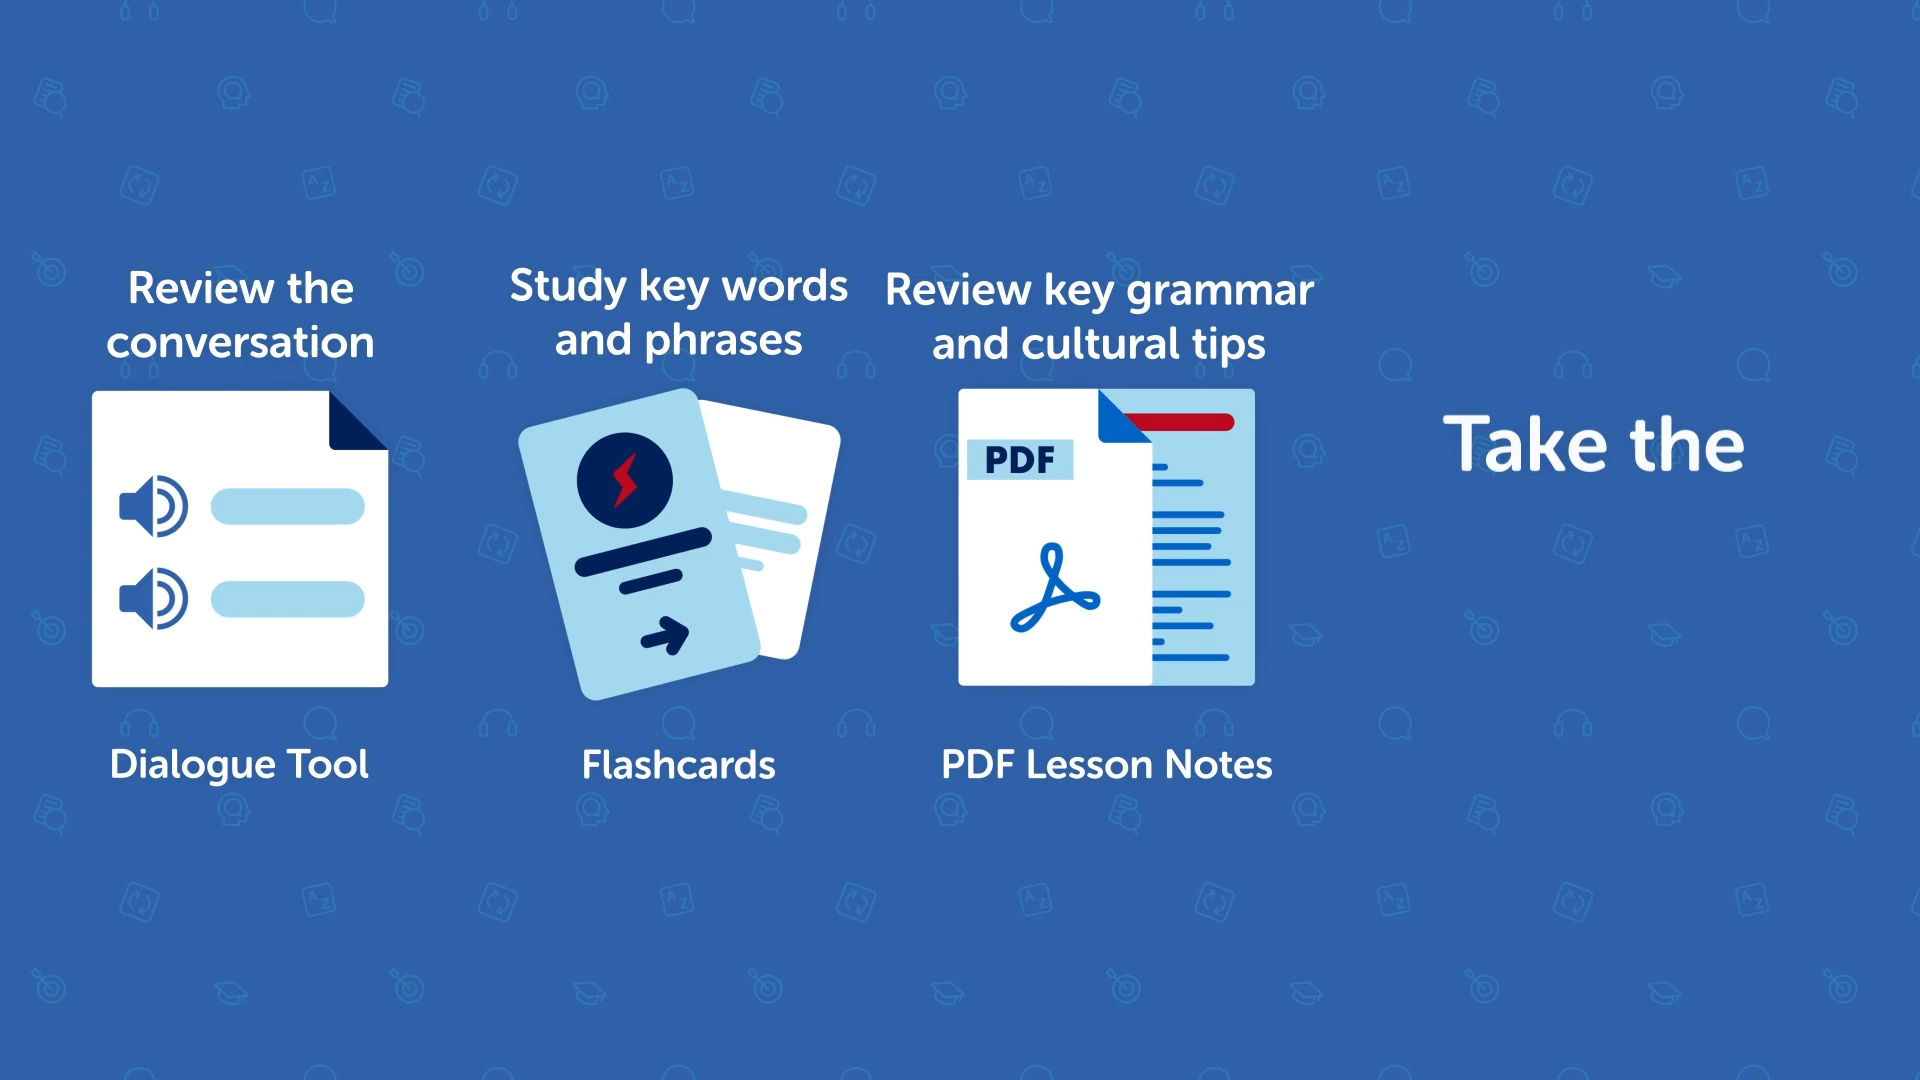 Review the
conversation
Dialogue Tool
Study key words
and phrases
Flashcards
Review key grammar
and cultural tips
PDF
PDF Lesson Notes
Take the